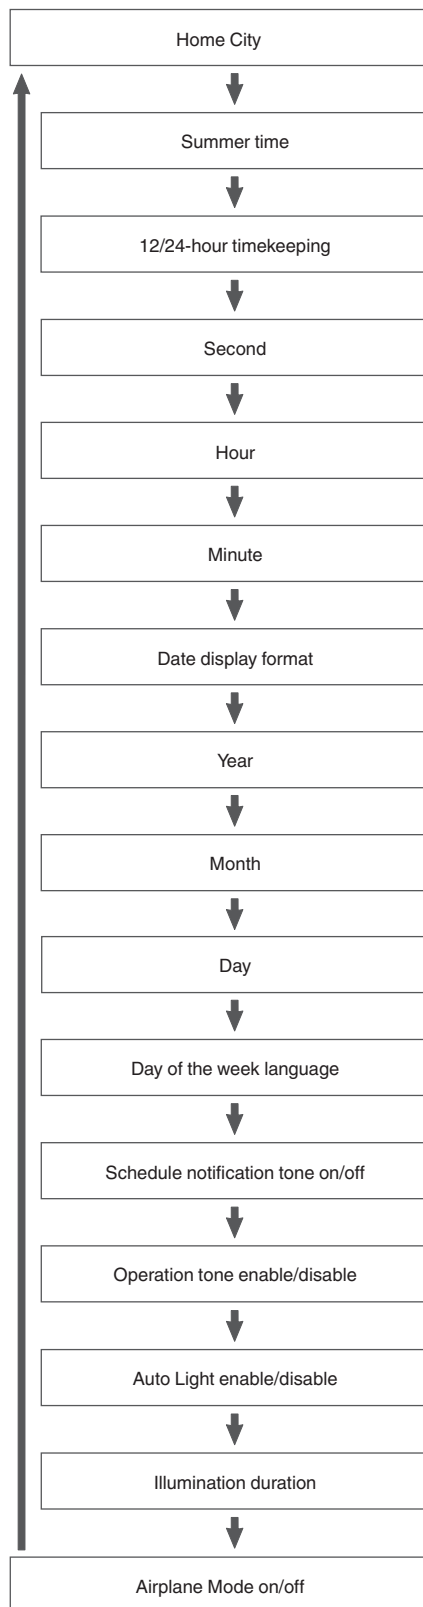 Home City
Summer time
12/24-hour timekeeping
Second
Hour
Minute
Date display format
Year
Month
Day
Day of the week language
Schedule notification tone on/off
Operation tone enable/disable
Auto Light enable/disable
Illumination duration
Airplane Mode on/off